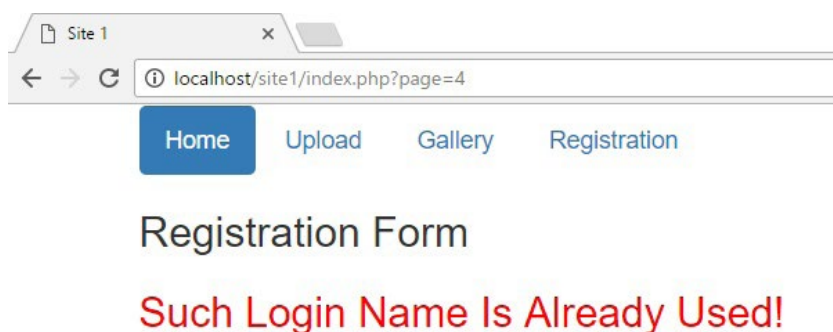 Site 1
localhost/site1/index.php?page=4
Home Upload Gallery Registration
Registration Form
Such Login Name Is Already Used!